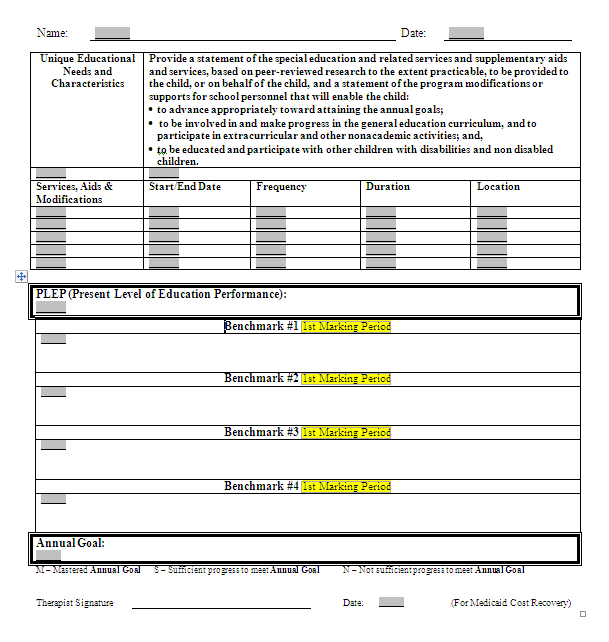 Name: Date:
Unique Educational Needs and Characteristics
Provide a statement of the special education and related services and supplementary aids
and services, based on peer-reviewed research to the extent practicable, to be provided to
the child, or on behalf of the child, and a statement of the program modifications or
supports for school personnel that will enable the child:
• to advance appropriately toward attaining the annual goals;
• to be involved in and make progress in the general education curriculum, and to
participate in extracurricular and other nonacademic activities; and,
• to be educated and participate with other children with disabilities and non disabled
children.
Services, Aids & Modifications
Start/End Date Frequency Duration Location
PLEP (Present Level of Education Performance):
Benchmark #1 1st Marking Period
Benchmark #2 1st Marking Period
Benchmark #3 1st Marking Period
Benchmark #4 1st Marking Period
Annual Goal:
M – Mastered Annual Goal S – Sufficient progress to meet Annual Goal N – Not sufficient progress to meet Annual Goal
Therapist Signature Date: (For Medicaid Cost Recovery)